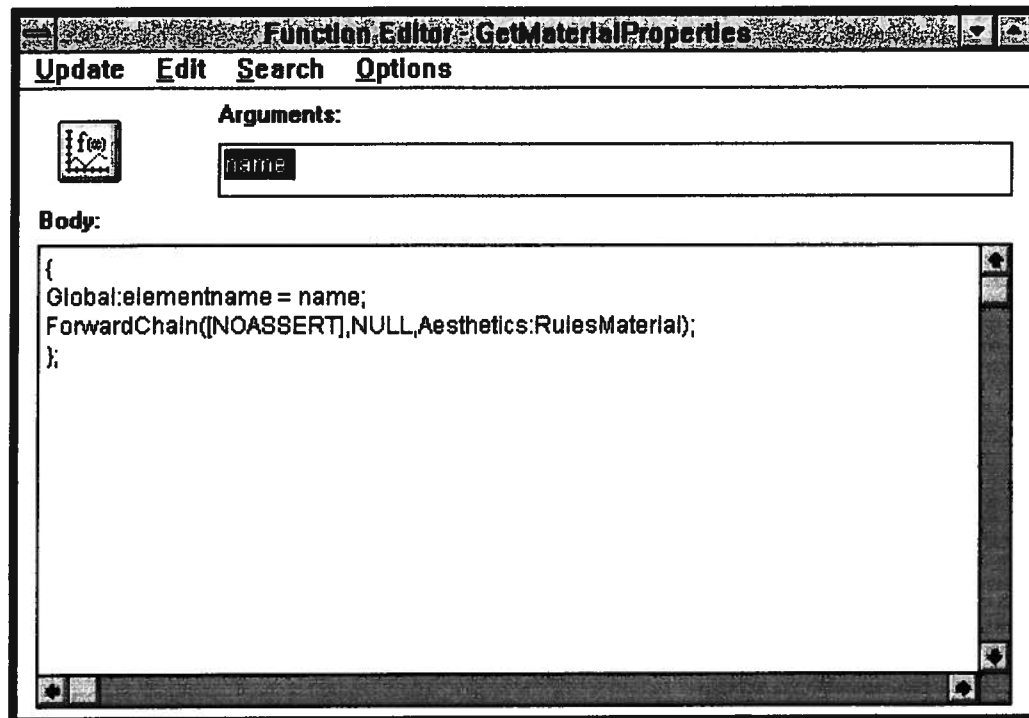 Function Editor - GetMaterialProperties
Update Edit Search Options
f(x)
Arguments:
name
Body:
{
Global:elementname = name;
ForwardChain([NOASSERT],NULL,Aesthetics:RulesMaterial);
};